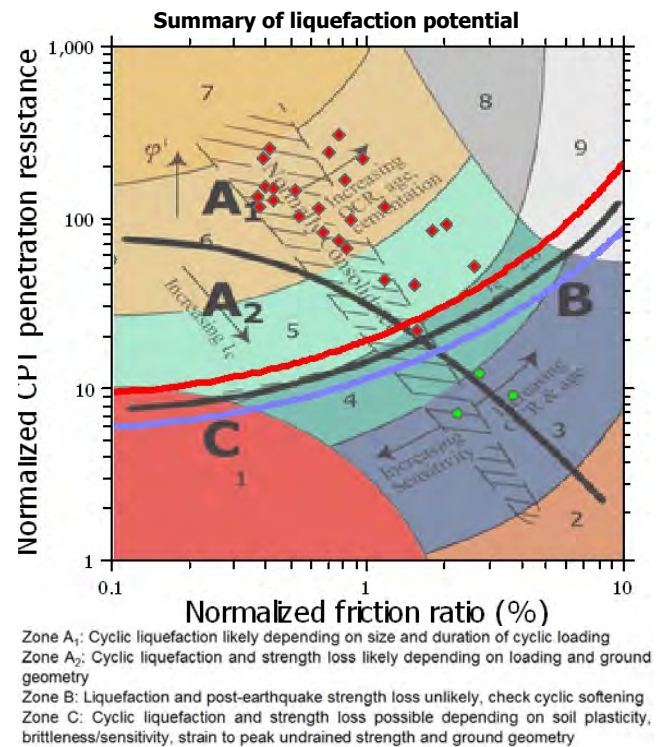 Summary of liquefaction potential
Normalized CPT penetration resistance
1,000
100
10
1
0.1
1
10
Normalized friction ratio (%)
7
8
9
φ'
A1
Increasing
OCR, age,
cementation
Normally Consolidated
6
A2
Increasing Ic
5
B
4
C
Increasing
OCR & age
3
Increasing
Sensitivity
1
2
Zone A₁: Cyclic liquefaction likely depending on size and duration of cyclic loading
Zone A₂: Cyclic liquefaction and strength loss likely depending on loading and ground
geometry
Zone B: Liquefaction and post-earthquake strength loss unlikely, check cyclic softening
Zone C: Cyclic liquefaction and strength loss possible depending on soil plasticity,
brittleness/sensitivity, strain to peak undrained strength and ground geometry